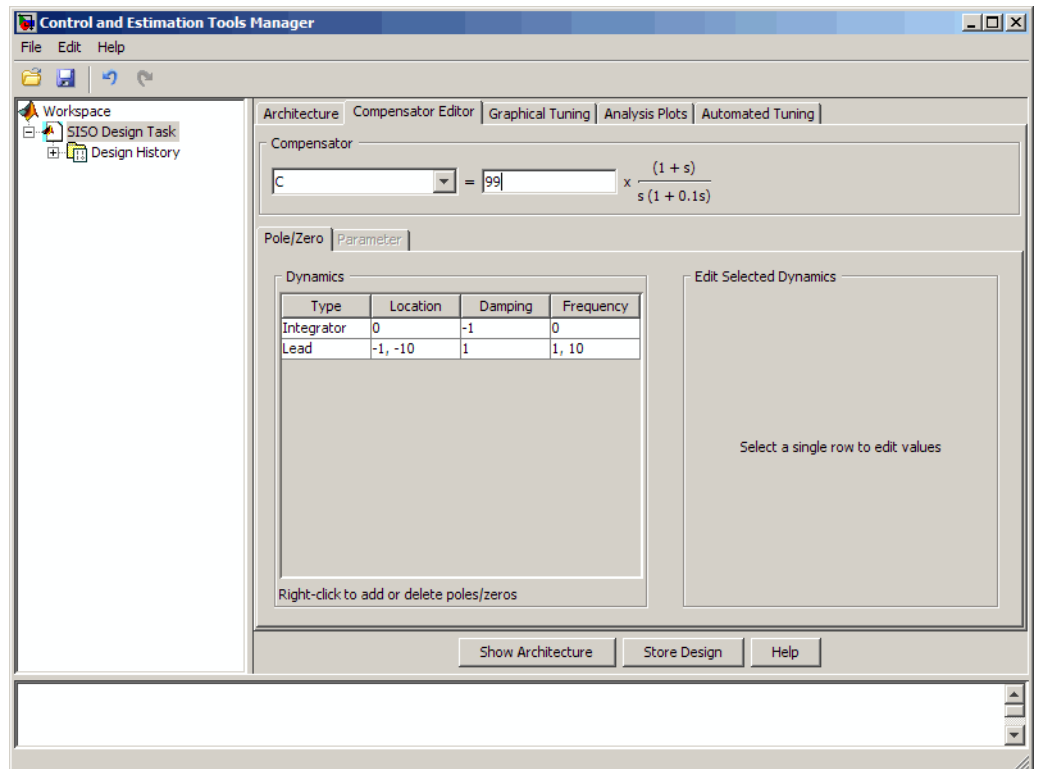 Control and Estimation Tools Manager
File Edit Help
Workspace
SISO Design Task
Design History
Architecture Compensator Editor Graphical Tuning Analysis Plots Automated Tuning
Compensator
C = 99 x (1 + s)
s (1 + 0.1s)
Pole/Zero Parameter
Dynamics
Type Location Damping Frequency
Integrator 0 -1 0
Lead -1, -10 1 1, 10
Right-click to add or delete poles/zeros
Edit Selected Dynamics
Select a single row to edit values
Show Architecture Store Design Help